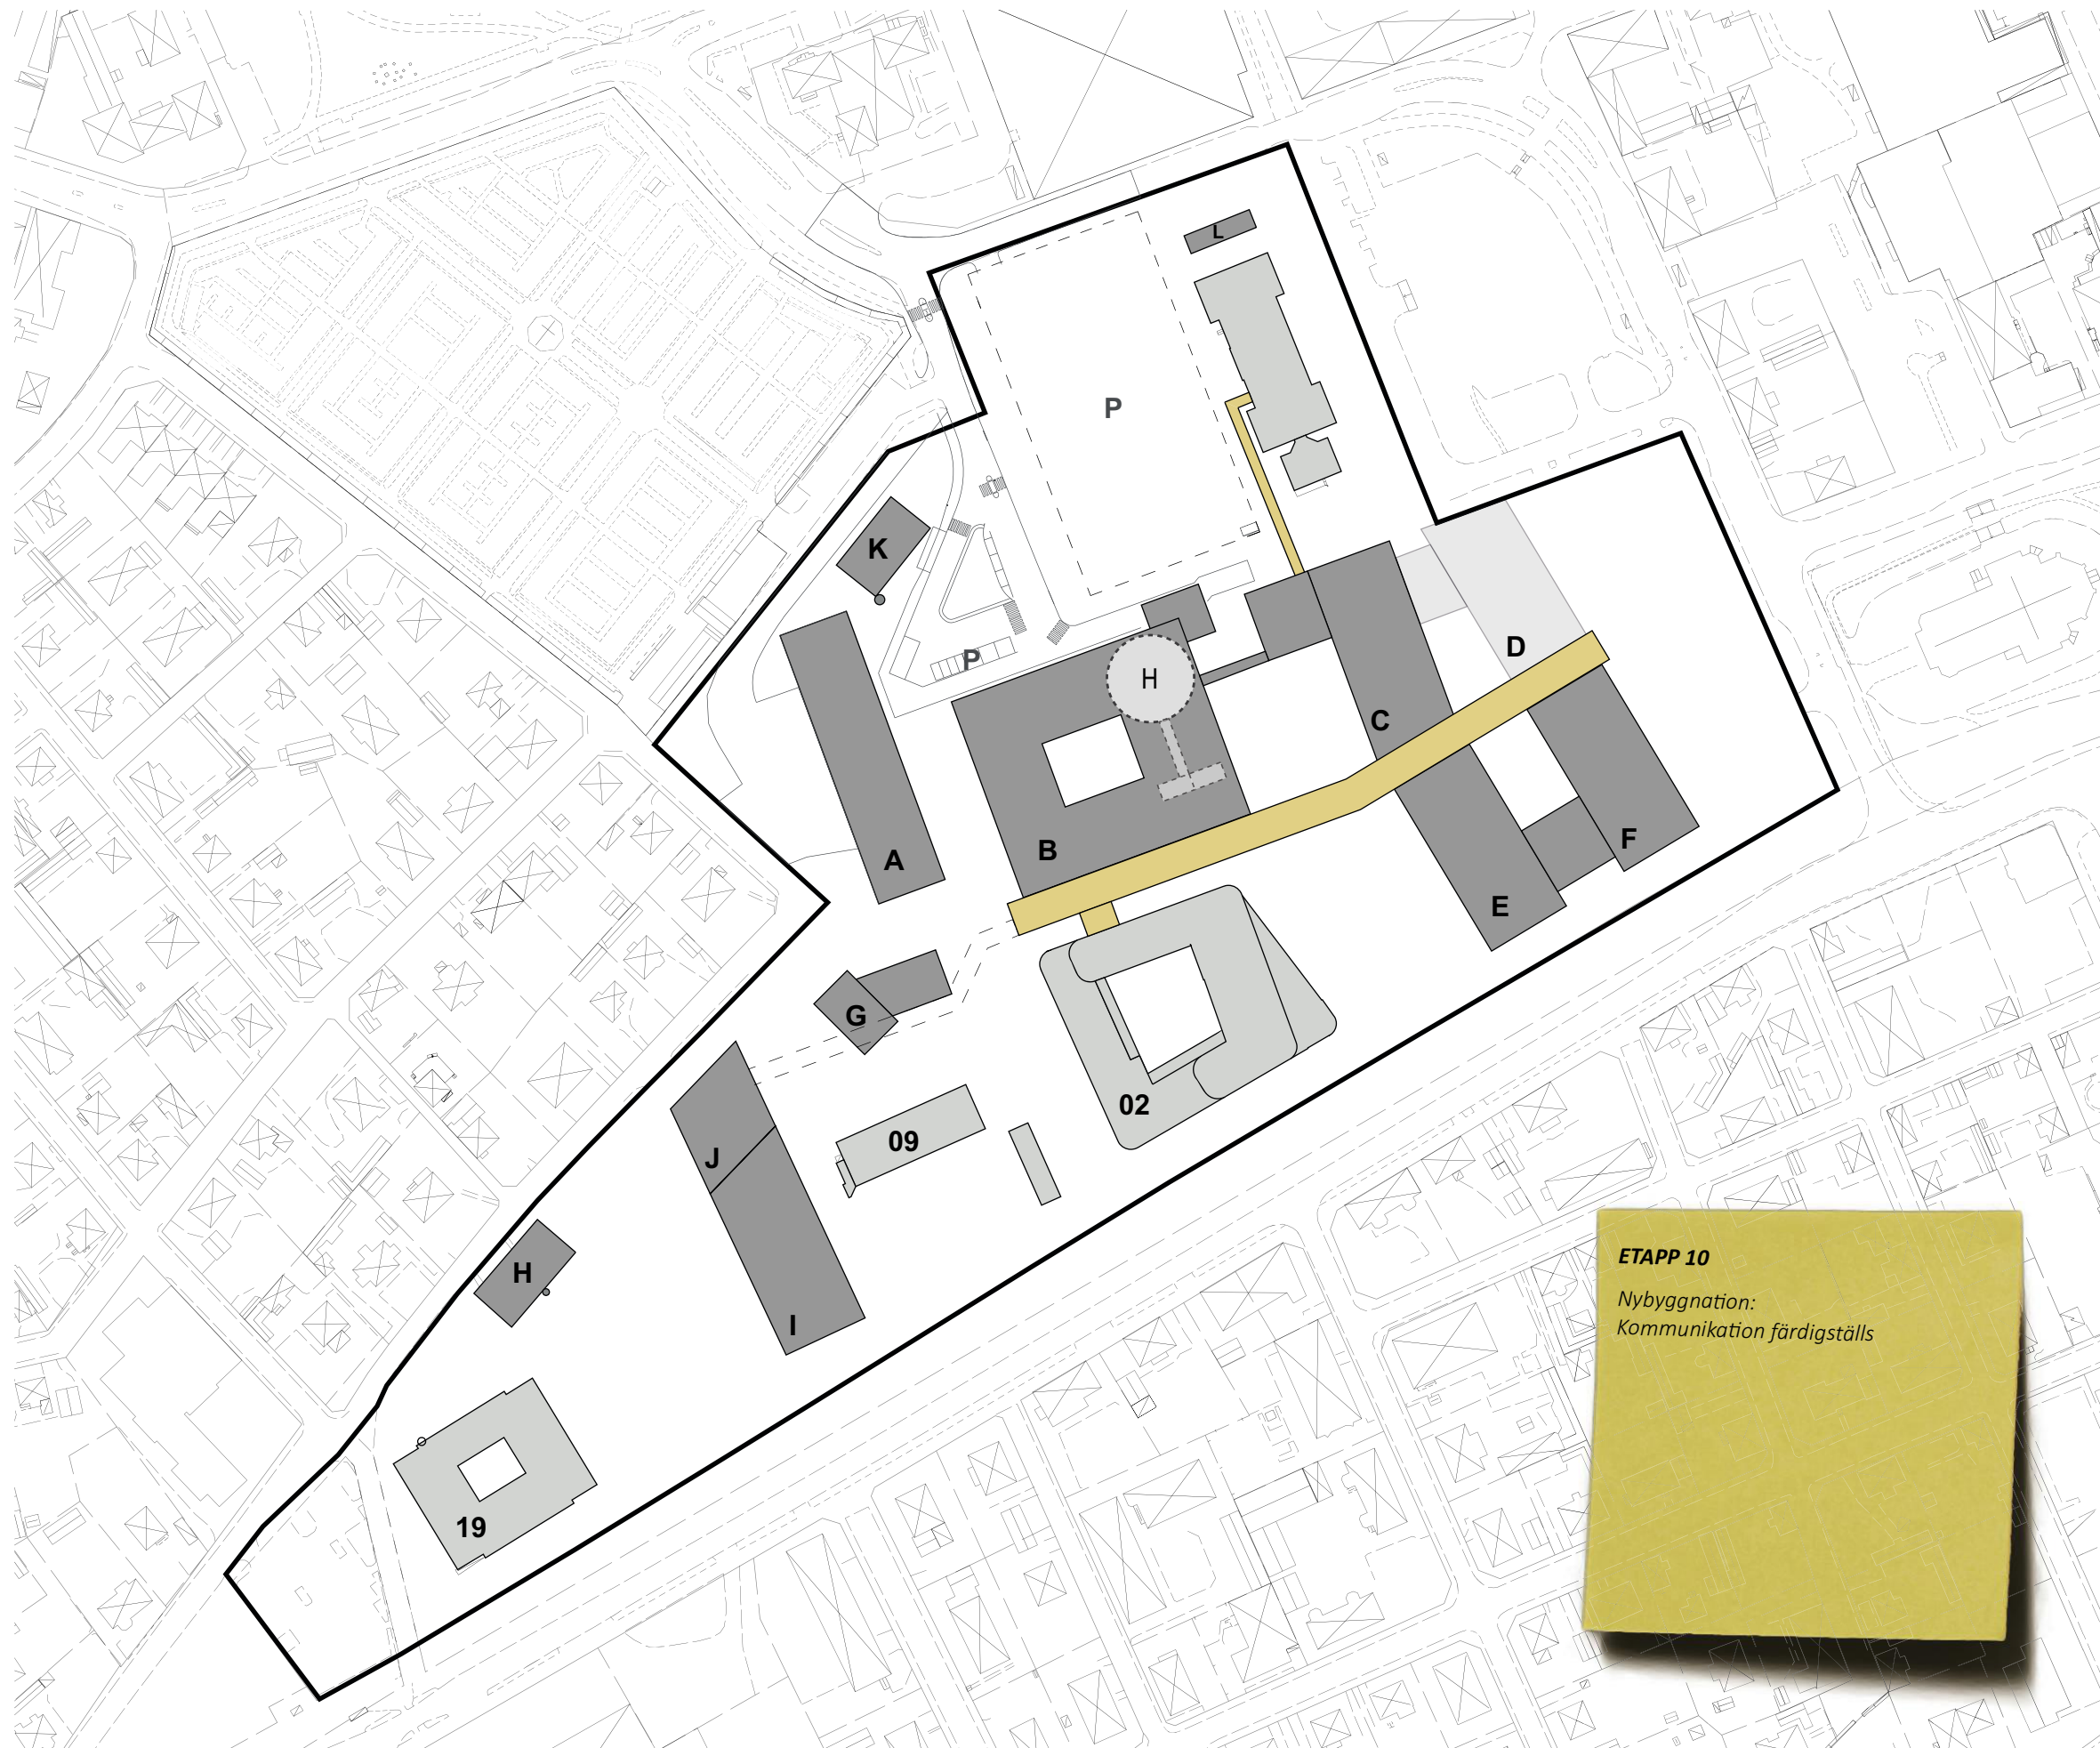 L
P
K
P
H
D
C
A
B
F
E
G
02
09
J
H
I
19
ETAPP 10
Nybyggnation:
Kommunikation färdigställs